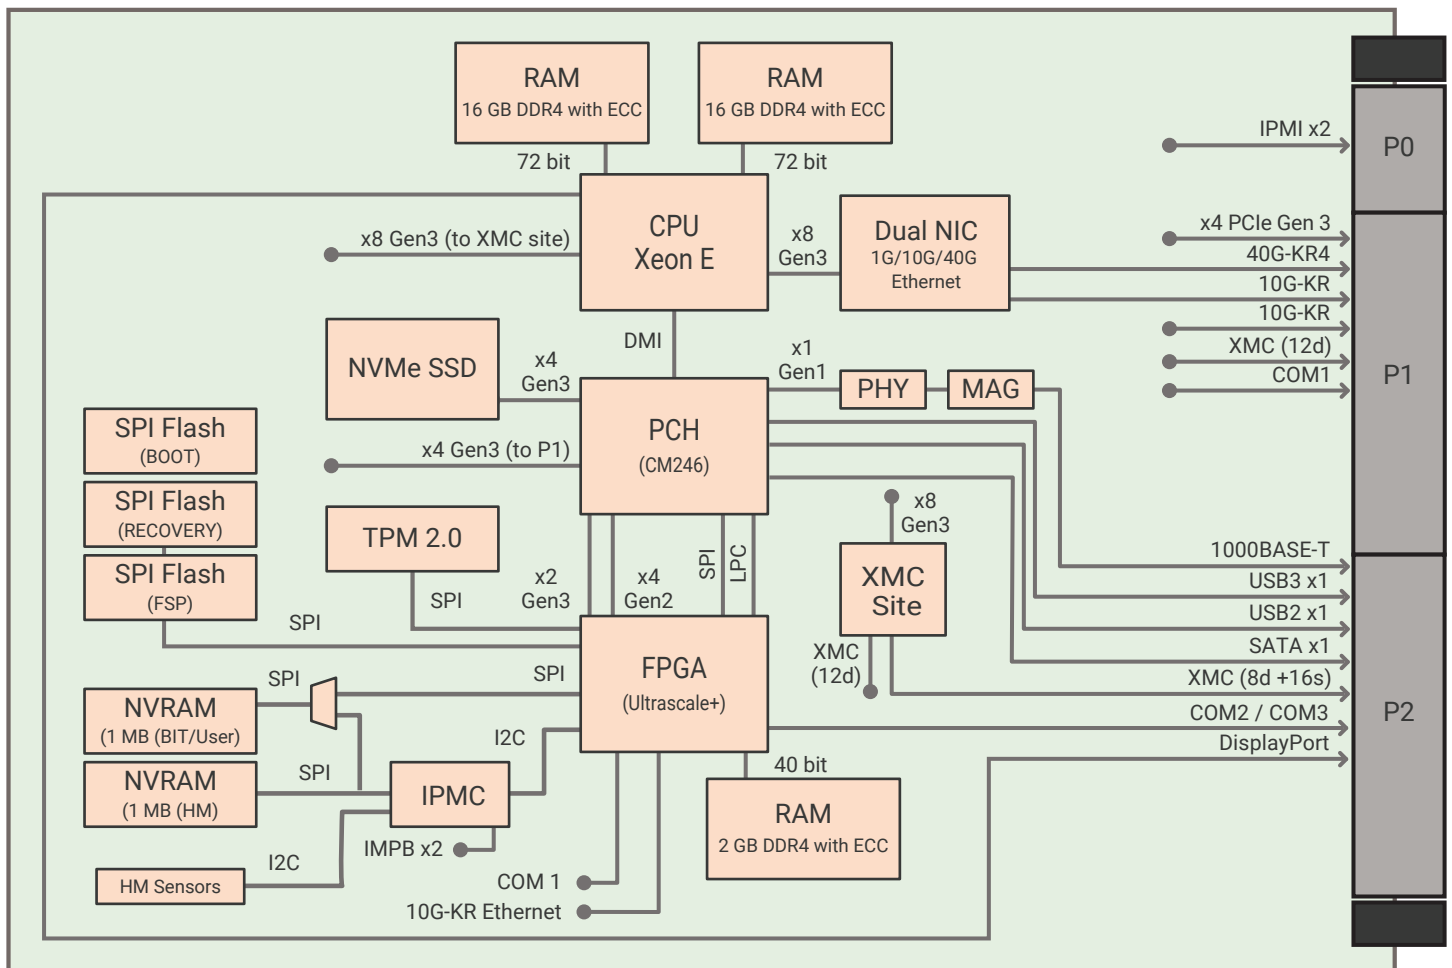 RAM
16 GB DDR4 with ECC
RAM
16 GB DDR4 with ECC
72 bit
72 bit
IPMI x2
P0
CPU
Xeon E
x8 Gen3 (to XMC site)
x8
Gen3
Dual NIC
1G/10G/40G
Ethernet
x4 PCIe Gen 3
40G-KR4
10G-KR
10G-KR
XMC (12d)
COM1
P1
DMI
NVMe SSD
x4
Gen3
x1
Gen1
PHY
MAG
PCH
(CM246)
x4 Gen3 (to P1)
SPI Flash
(BOOT)
SPI Flash
(RECOVERY)
SPI Flash
(FSP)
TPM 2.0
SPI
SPI
x2
Gen3
x4
Gen2
SPI
LPC
x8
Gen3
XMC
Site
XMC
(12d)
1000BASE-T
USB3 x1
USB2 x1
SATA x1
XMC (8d +16s)
COM2 / COM3
DisplayPort
P2
FPGA
(Ultrascale+)
SPI
SPI
NVRAM
(1 MB (BIT/User)
NVRAM
(1 MB (HM)
SPI
I2C
IPMC
IMPB x2
I2C
HM Sensors
40 bit
RAM
2 GB DDR4 with ECC
COM 1
10G-KR Ethernet